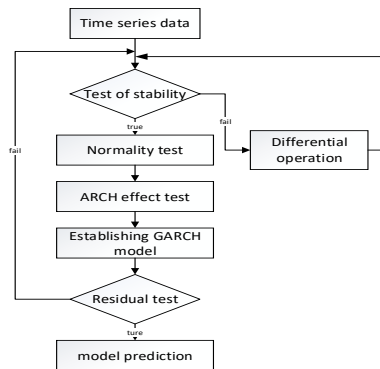 Time series data
Test of stability
true
fail
Normality test
Differential
operation
fail
ARCH effect test
Establishing GARCH
model
Residual test
ture
model prediction